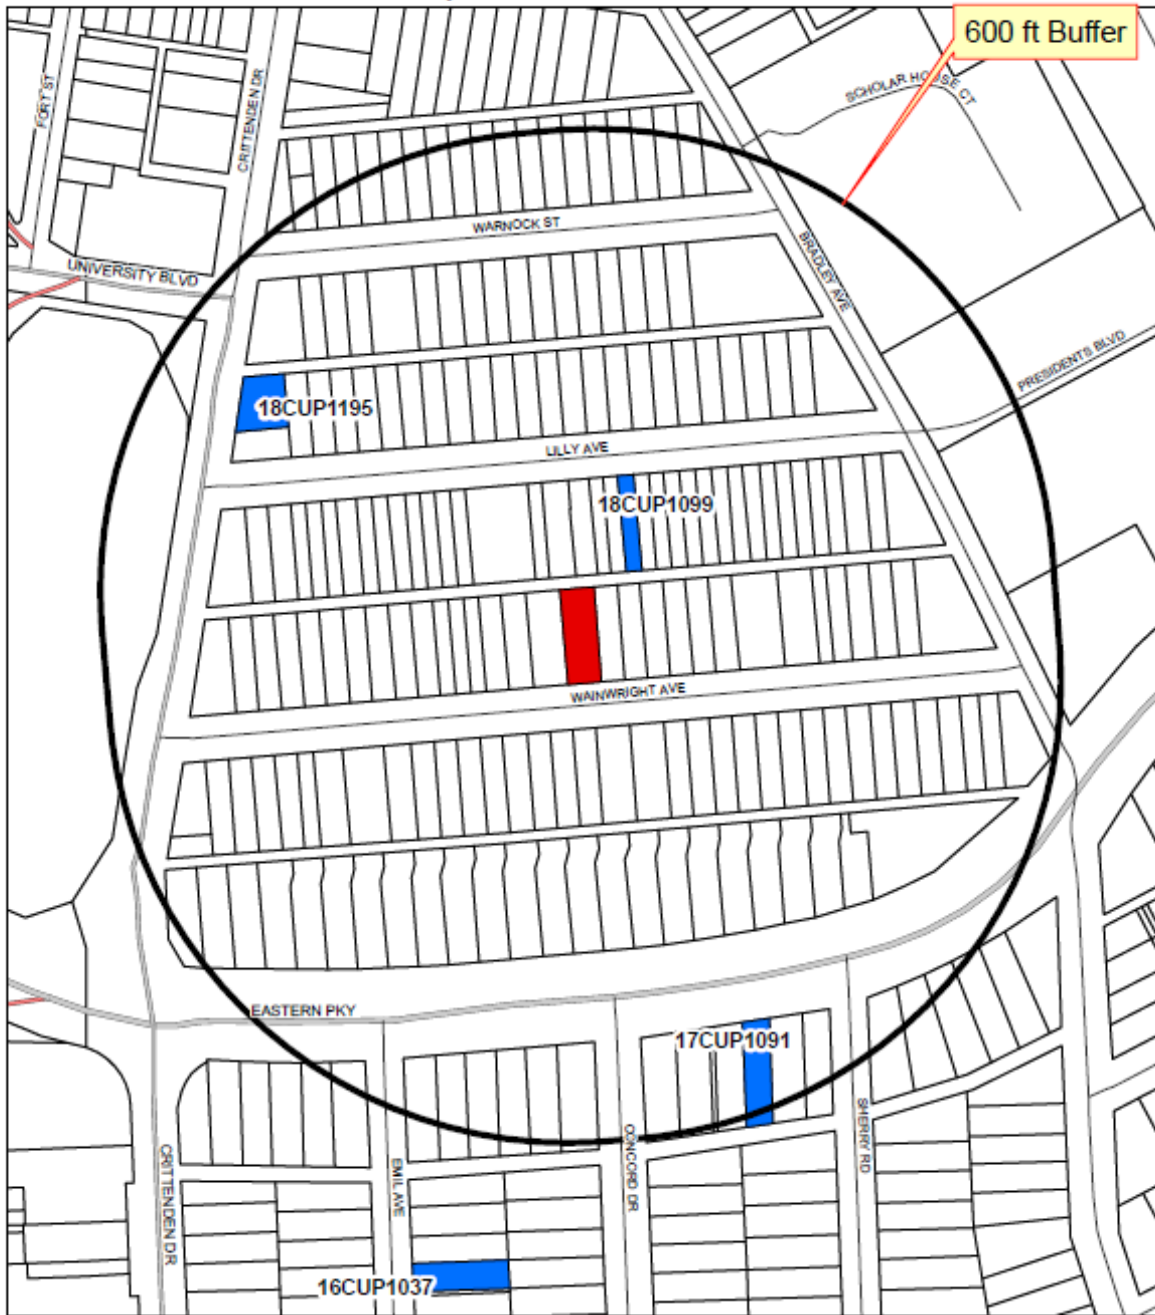 600 ft Buffer
SCHOLAR HOUSE CT
FORT ST
CRITTENDEN DR
WARNOCK ST
BRADLEY AVE
UNIVERSITY BLVD
PRESIDENTS BLVD
18CUP1195
LILLY AVE
18CUP1099
WAINWRIGHT AVE
EASTERN PKY
17CUP1091
CRITTENDEN DR
EMIL AVE
CONCORD DR
SHERRY RD
16CUP1037